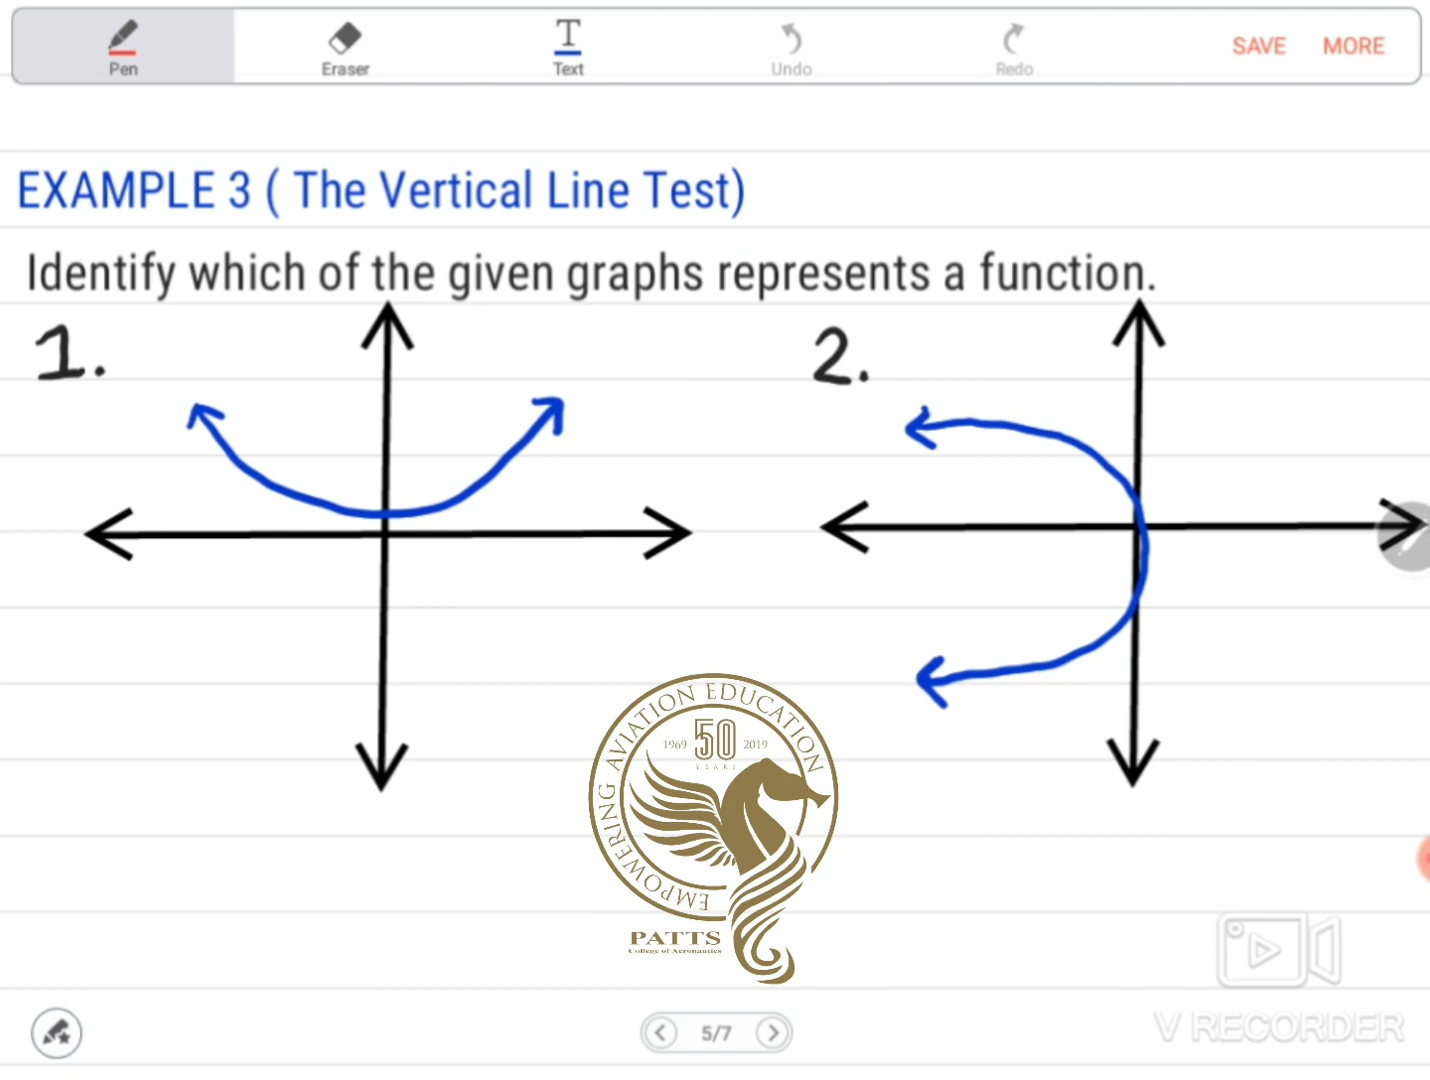 Pen
Eraser
T
Text
Undo
Redo
SAVE
MORE
EXAMPLE 3 ( The Vertical Line Test)
Identify which of the given graphs represents a function.
1.
2.
EMPOWERING AVIATION EDUCATION
1969 50 2019
YEARS
PATTS
College of Aeronautics
5/7
V RECORDER